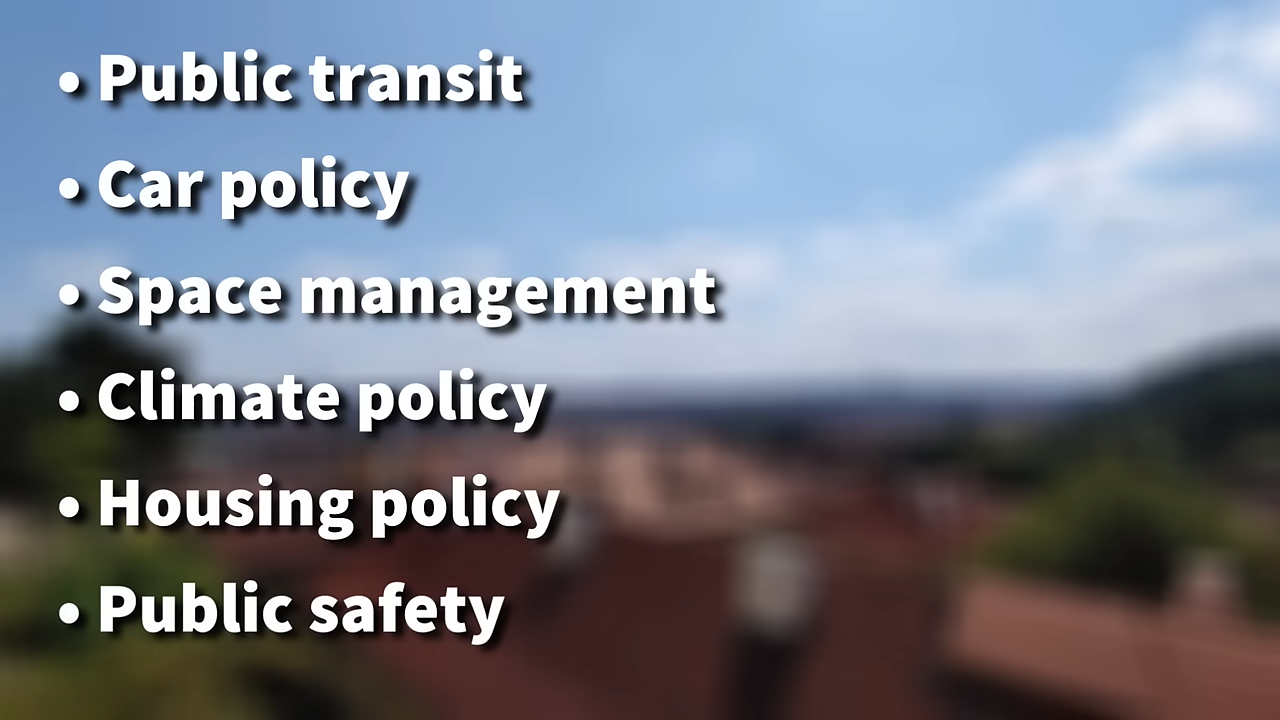 • Public transit
• Car policy
• Space management
• Climate policy
• Housing policy
• Public safety